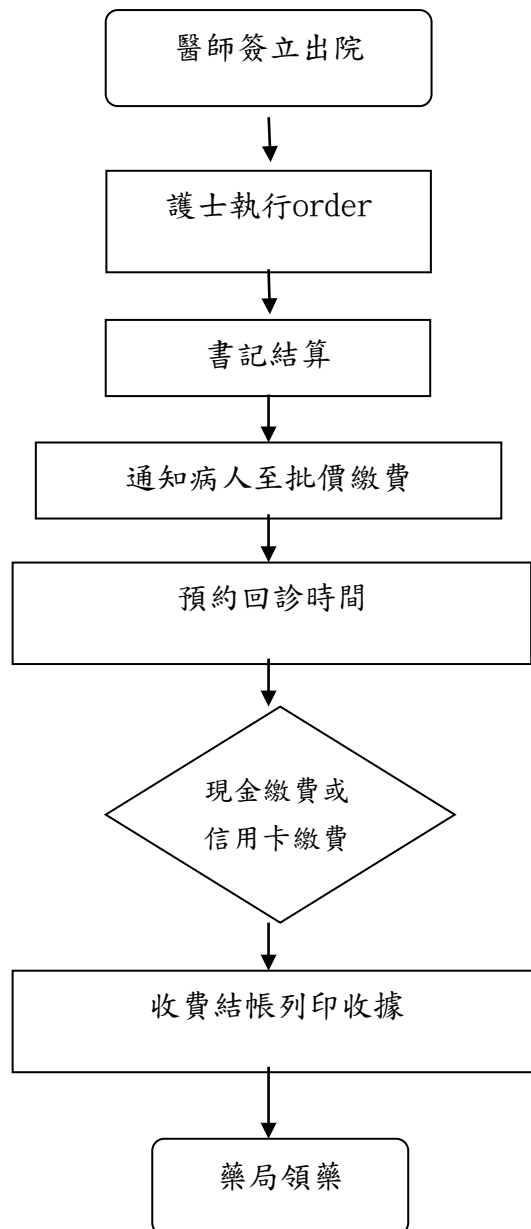 醫師簽立出院
護士執行order
書記結算
通知病人至批價繳費
預約回診時間
現金繳費或
信用卡繳費
收費結帳列印收據
藥局領藥